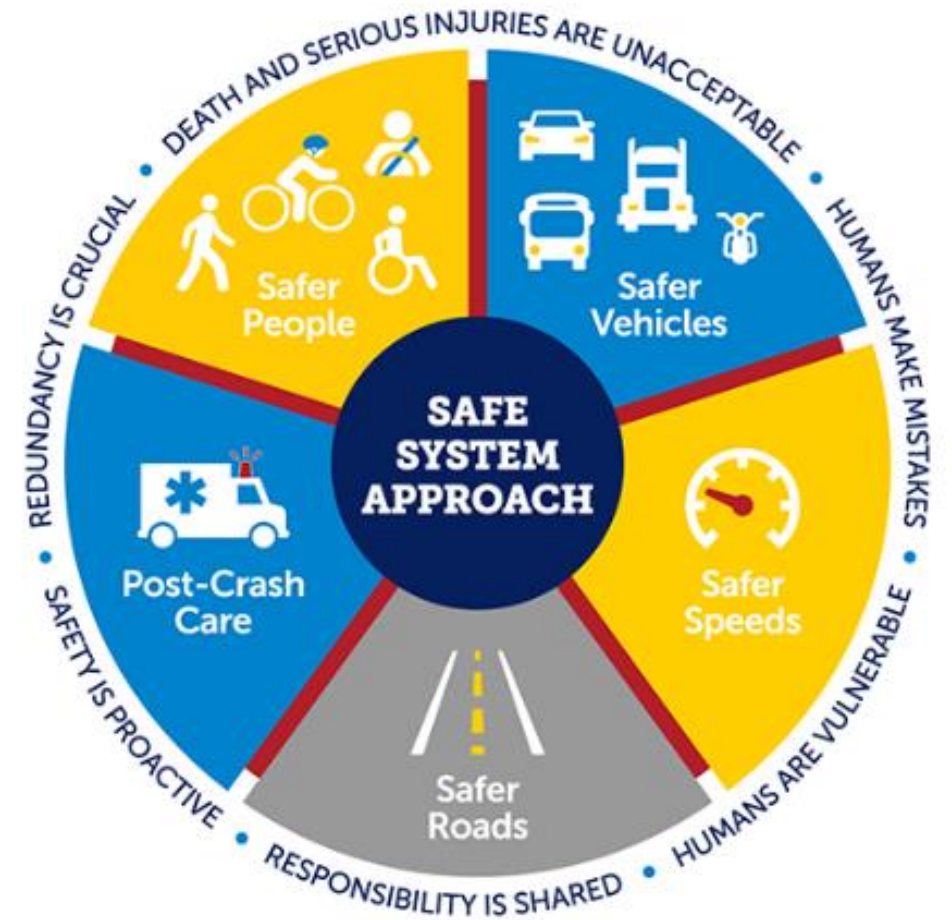 DEATH AND SERIOUS INJURIES ARE UNACCEPTABLE
HUMANS MAKE MISTAKES
HUMANS ARE VULNERABLE
RESPONSIBILITY IS SHARED
SAFETY IS PROACTIVE
REDUNDANCY IS CRUCIAL
Safer
People
Safer
Vehicles
SAFE
SYSTEM
APPROACH
Post-Crash
Care
Safer
Speeds
Safer
Roads